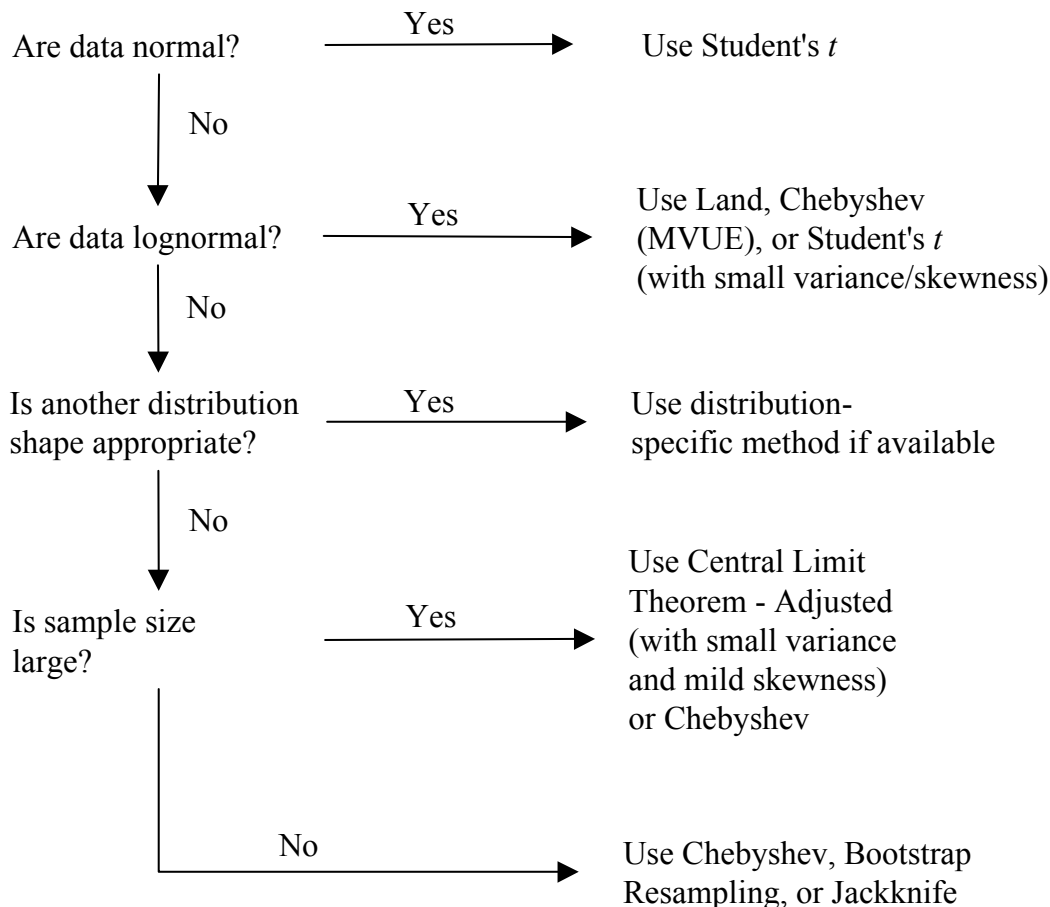 Are data normal?
Yes
Use Student's t
No
Are data lognormal?
Yes
Use Land, Chebyshev
(MVUE), or Student's t
(with small variance/skewness)
No
Is another distribution
shape appropriate?
Yes
Use distribution-
specific method if available
No
Is sample size
large?
Yes
Use Central Limit
Theorem - Adjusted
(with small variance
and mild skewness)
or Chebyshev
No
Use Chebyshev, Bootstrap
Resampling, or Jackknife